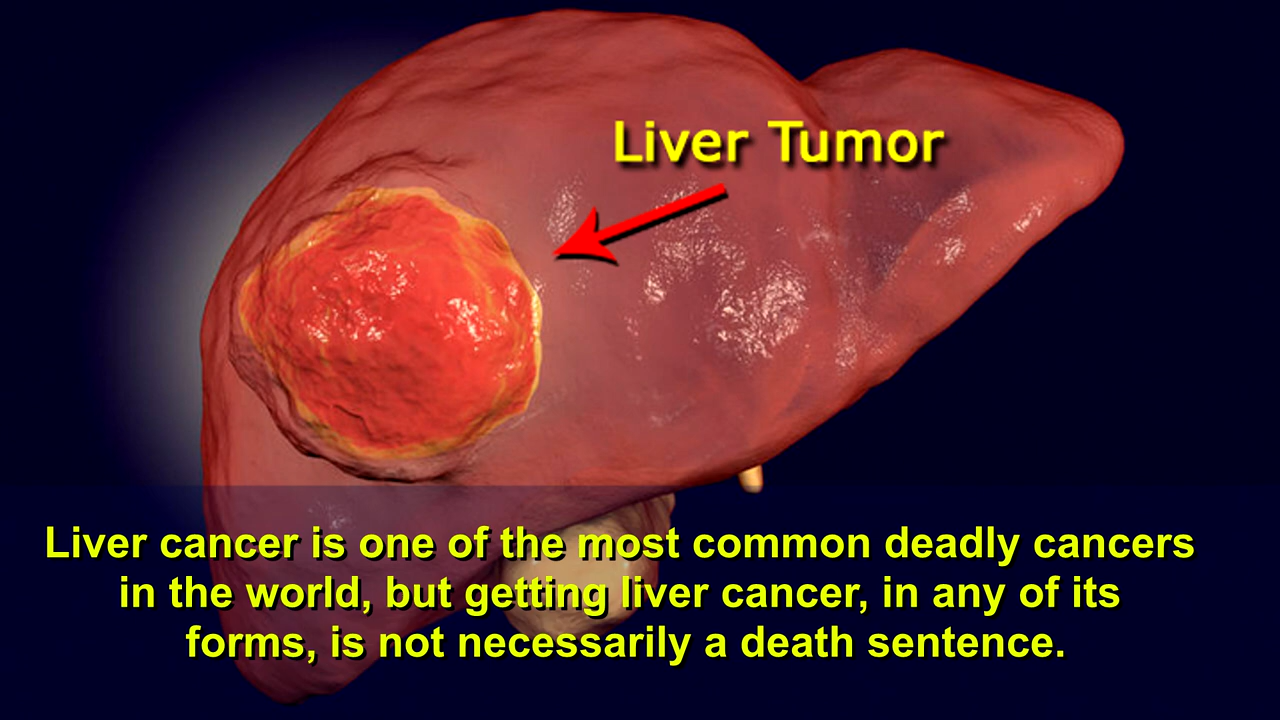 Liver Tumor
Liver cancer is one of the most common deadly cancers
in the world, but getting liver cancer, in any of its
forms, is not necessarily a death sentence.